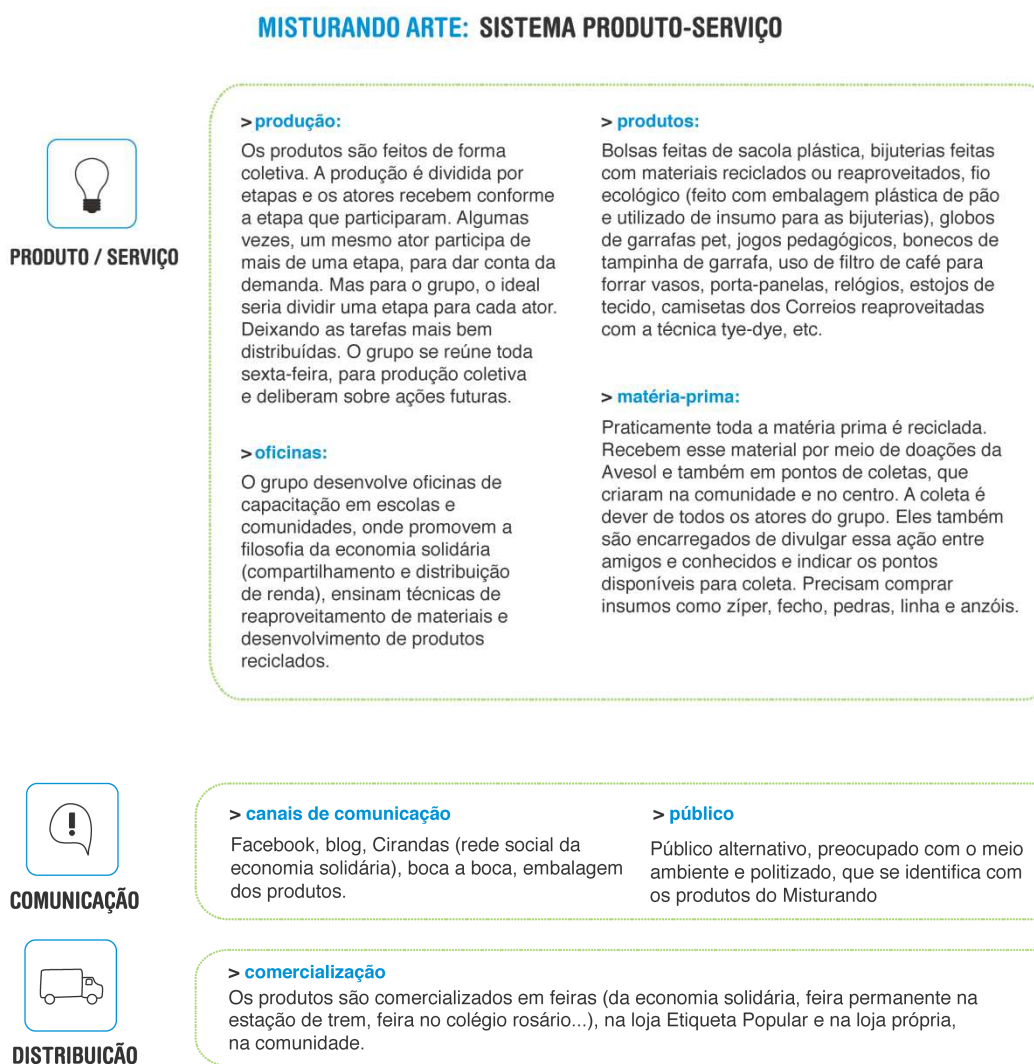 MISTURANDO ARTE: SISTEMA PRODUTO-SERVIÇO
PRODUTO / SERVIÇO
> produção:
Os produtos são feitos de forma
coletiva. A produção é dividida por
etapas e os atores recebem conforme
a etapa que participaram. Algumas
vezes, um mesmo ator participa de
mais de uma etapa, para dar conta da
demanda. Mas para o grupo, o ideal
seria dividir uma etapa para cada ator.
Deixando as tarefas mais bem
distribuídas. O grupo se reúne toda
sexta-feira, para produção coletiva
e deliberam sobre ações futuras.
> oficinas:
O grupo desenvolve oficinas de
capacitação em escolas e
comunidades, onde promovem a
filosofia da economia solidária
(compartilhamento e distribuição
de renda), ensinam técnicas de
reaproveitamento de materiais e
desenvolvimento de produtos
reciclados.
> produtos:
Bolsas feitas de sacola plástica, bijuterias feitas
com materiais reciclados ou reaproveitados, fio
ecológico (feito com embalagem plástica de pão
e utilizado de insumo para as bijuterias), globos
de garrafas pet, jogos pedagógicos, bonecos de
tampinha de garrafa, uso de filtro de café para
forrar vasos, porta-panelas, relógios, estojos de
tecido, camisetas dos Correios reaproveitadas
com a técnica tye-dye, etc.
> matéria-prima:
Praticamente toda a matéria prima é reciclada.
Recebem esse material por meio de doações da
Avesol e também em pontos de coletas, que
criaram na comunidade e no centro. A coleta é
dever de todos os atores do grupo. Eles também
são encarregados de divulgar essa ação entre
amigos e conhecidos e indicar os pontos
disponíveis para coleta. Precisam comprar
insumos como zíper, fecho, pedras, linha e anzóis.
COMUNICAÇÃO
> canais de comunicação
Facebook, blog, Cirandas (rede social da
economia solidária), boca a boca, embalagem
dos produtos.
> público
Público alternativo, preocupado com o meio
ambiente e politizado, que se identifica com
os produtos do Misturando
DISTRIBUIÇÃO
> comercialização
Os produtos são comercializados em feiras (da economia solidária, feira permanente na
estação de trem, feira no colégio rosário...), na loja Etiqueta Popular e na loja própria,
na comunidade.